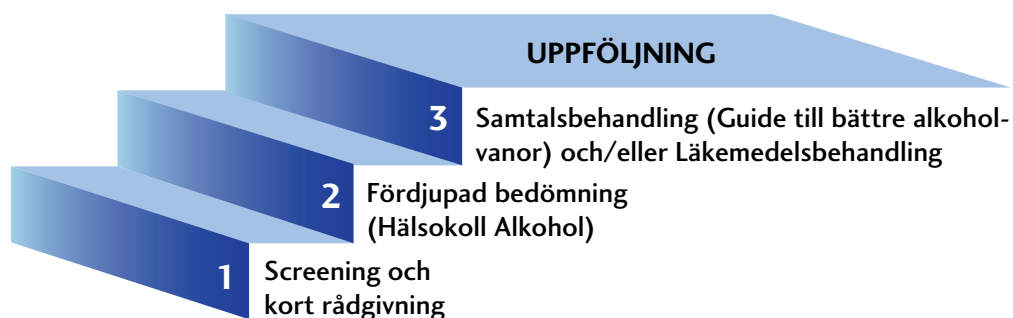 UPPFÖLJNING
3 Samtalsbehandling (Guide till bättre alkohol-
vanor) och/eller Läkemedelsbehandling
2 Fördjupad bedömning
(Hälsokoll Alkohol)
1 Screening och
kort rådgivning